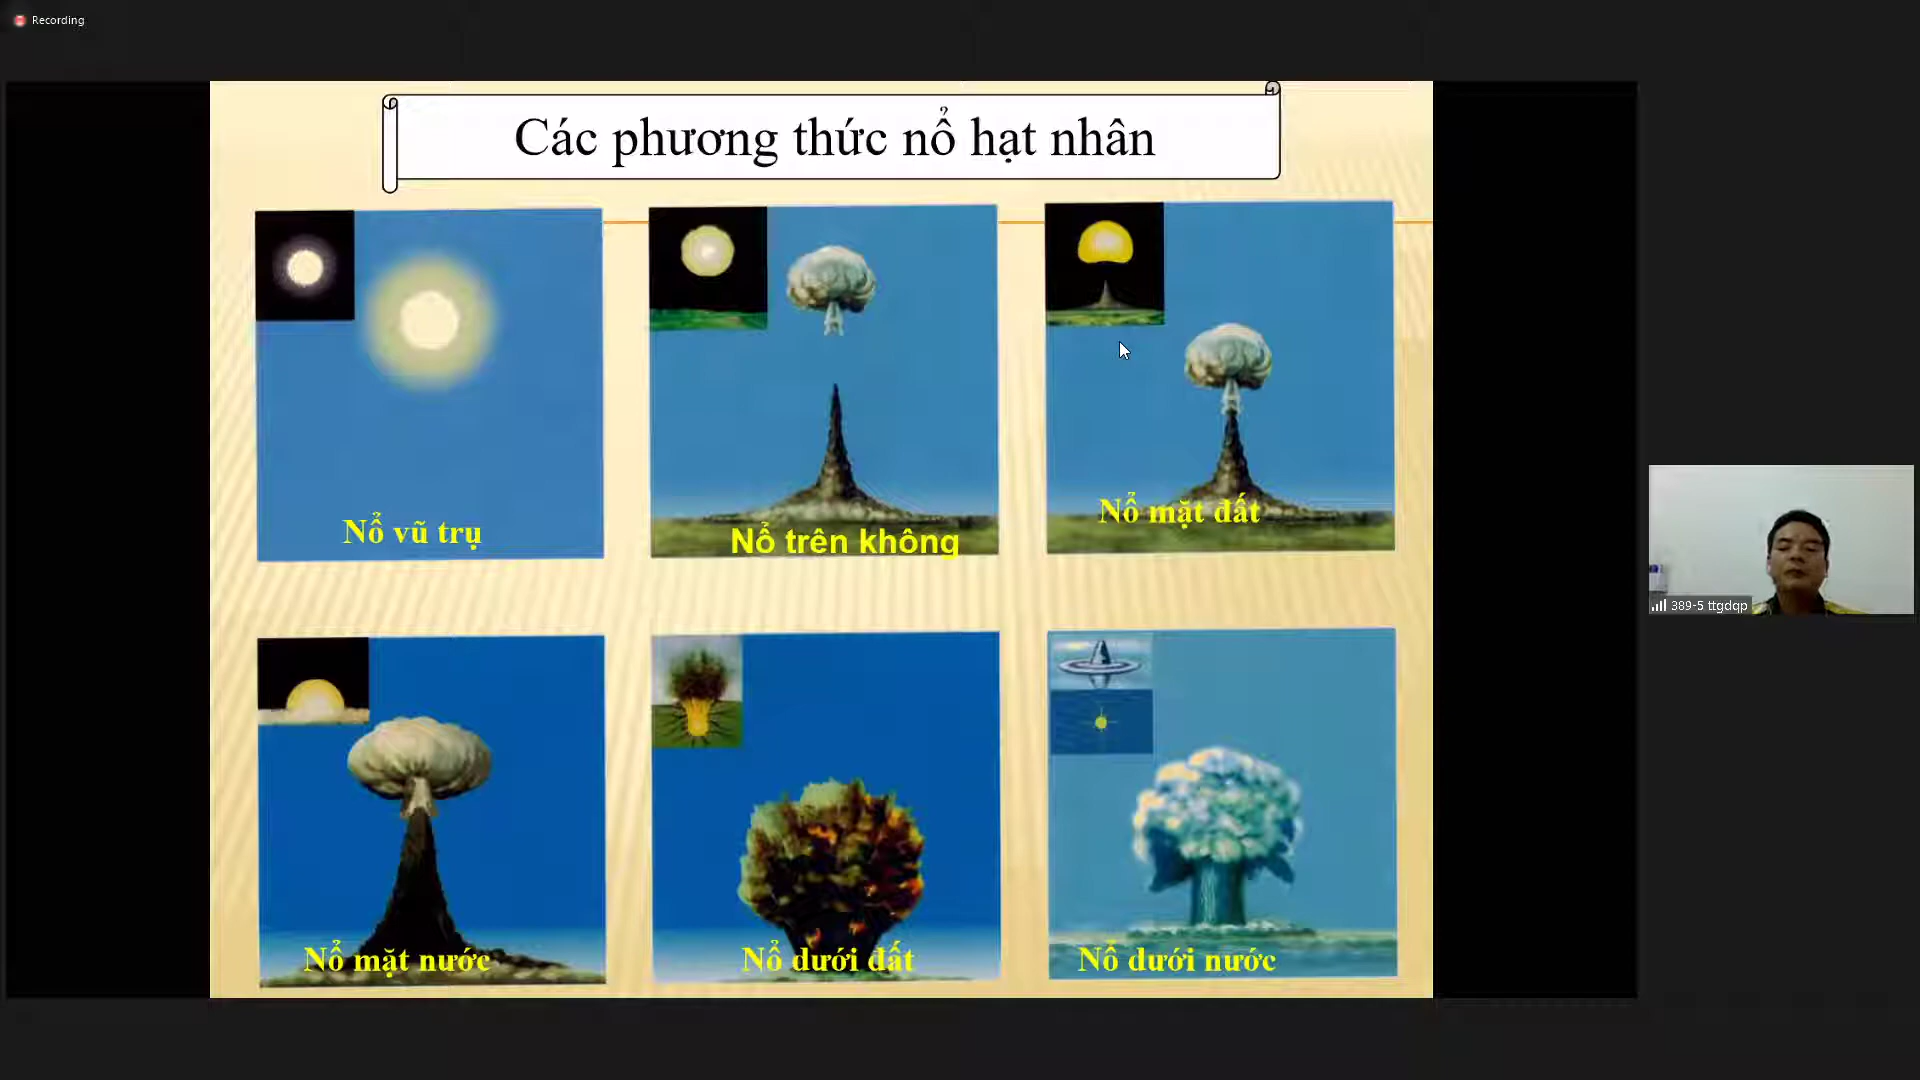 Recording
Các phương thức nổ hạt nhân
Nổ vũ trụ
Nổ trên không
Nổ mặt đất
Nổ mặt nước
Nổ dưới đất
Nổ dưới nước
389-5 ttgdqp